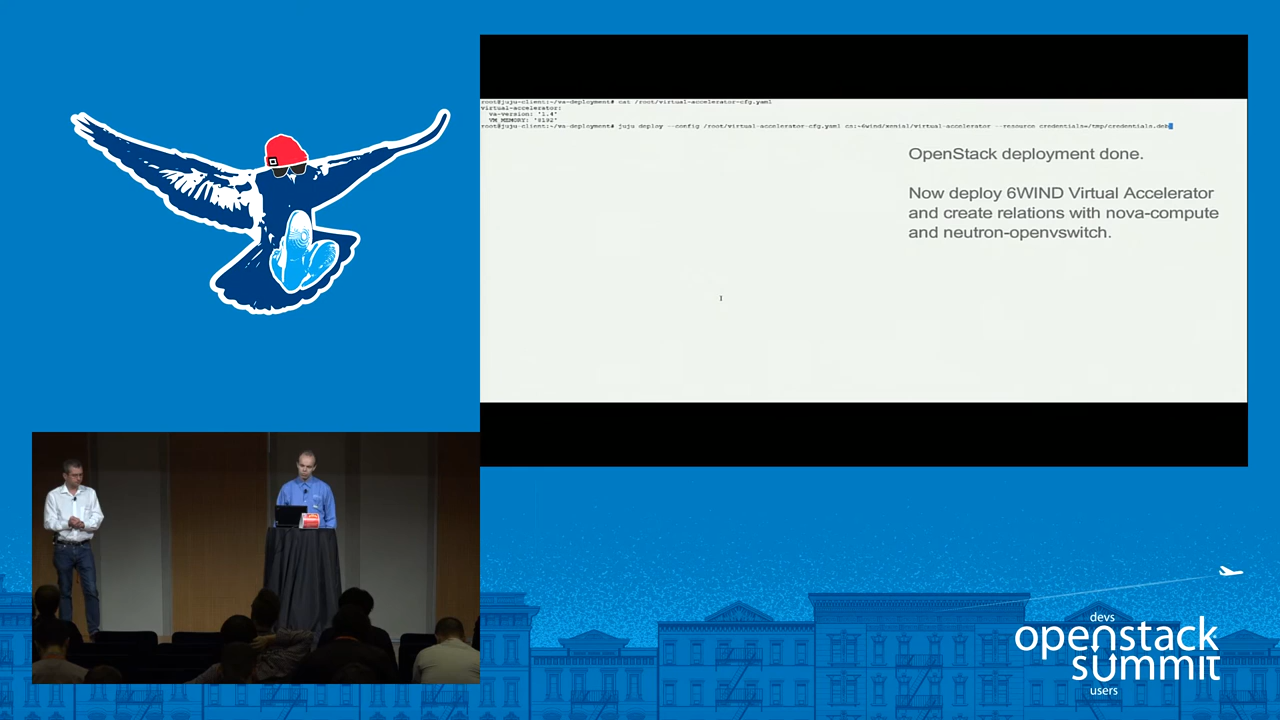 root@juju-client:~/va-deployment# cat /root/virtual-accelerator-cfg.yaml
virtual-accelerator:
va-version: '1.4'
VM_MEMORY: '8192'
root@juju-client:~/va-deployment# juju deploy --config /root/virtual-accelerator-cfg.yaml cs:~6wind/xenial/virtual-accelerator --resource credentials=/tmp/credentials.deb
OpenStack deployment done.
Now deploy 6WIND Virtual Accelerator
and create relations with nova-compute
and neutron-openvswitch.
devs
openstack
summit
users